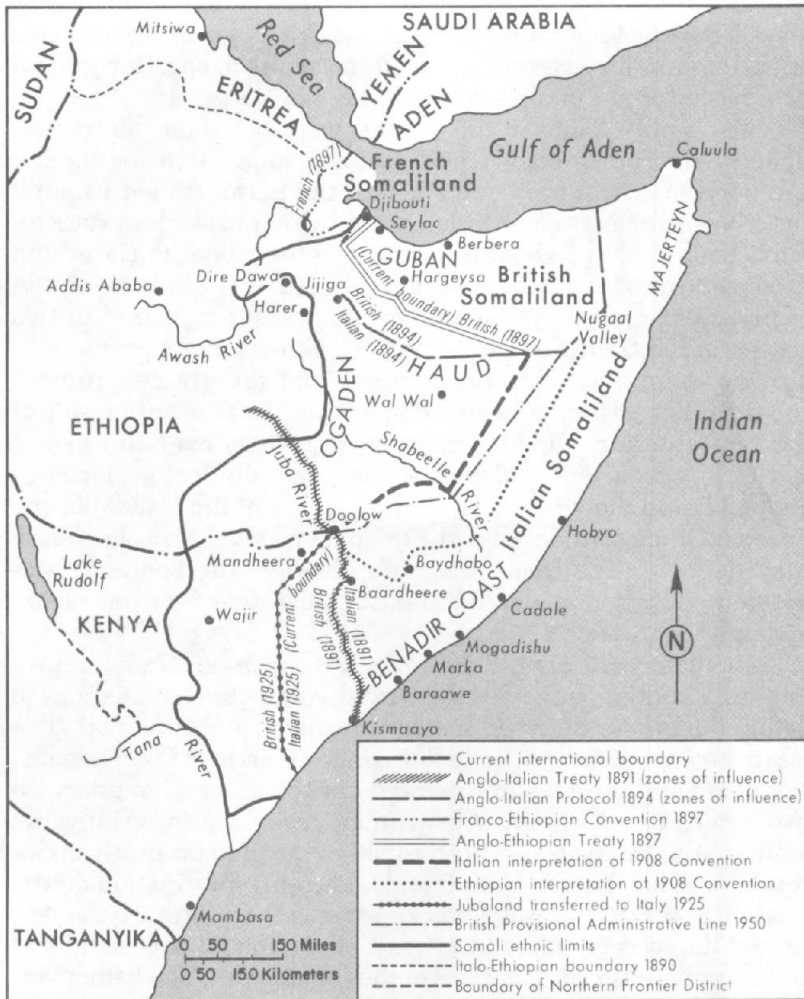 SAUDI ARABIA
Mitsiwa
Red Sea
SUDAN
YEMEN
ADEN
ERITREA
Gulf of Aden
Caluula
French (1897)
French
Somaliland
Djibouti
Seylac
Berbera
GUBAN
MAJERTEYN
Hargeysa
British
Somaliland
(Current boundary) British (1897)
Addis Ababa
Dire Dawa
Jijiga
Harer
British (1894)
Italian (1894)
Nugaal
Valley
Awash River
HAUD
OGADEN
Wal Wal
ETHIOPIA
Shabeelle River
Italian Somaliland
Indian
Ocean
Juba River
Doolow
Hobyo
Lake
Rudolf
Mandheera
Baydhabo
Baardheere
KENYA
Wajir
British (1925)
Italian (1925) (Current boundary)
British (1891)
Italian (1891)
BENADIR COAST
Cadale
Mogadishu
Marka
Baraawe
Kismaayo
N
Tana River
Mombasa
TANGANYIKA
0 50 150 Miles
0 50 150 Kilometers
Current international boundary
Anglo-Italian Treaty 1891 (zones of influence)
Anglo-Italian Protocol 1894 (zones of influence)
Franco-Ethiopian Convention 1897
Anglo-Ethiopian Treaty 1897
Italian interpretation of 1908 Convention
Ethiopian interpretation of 1908 Convention
Jubaland transferred to Italy 1925
British Provisional Administrative Line 1950
Somali ethnic limits
Italo-Ethiopian boundary 1890
Boundary of Northern Frontier District